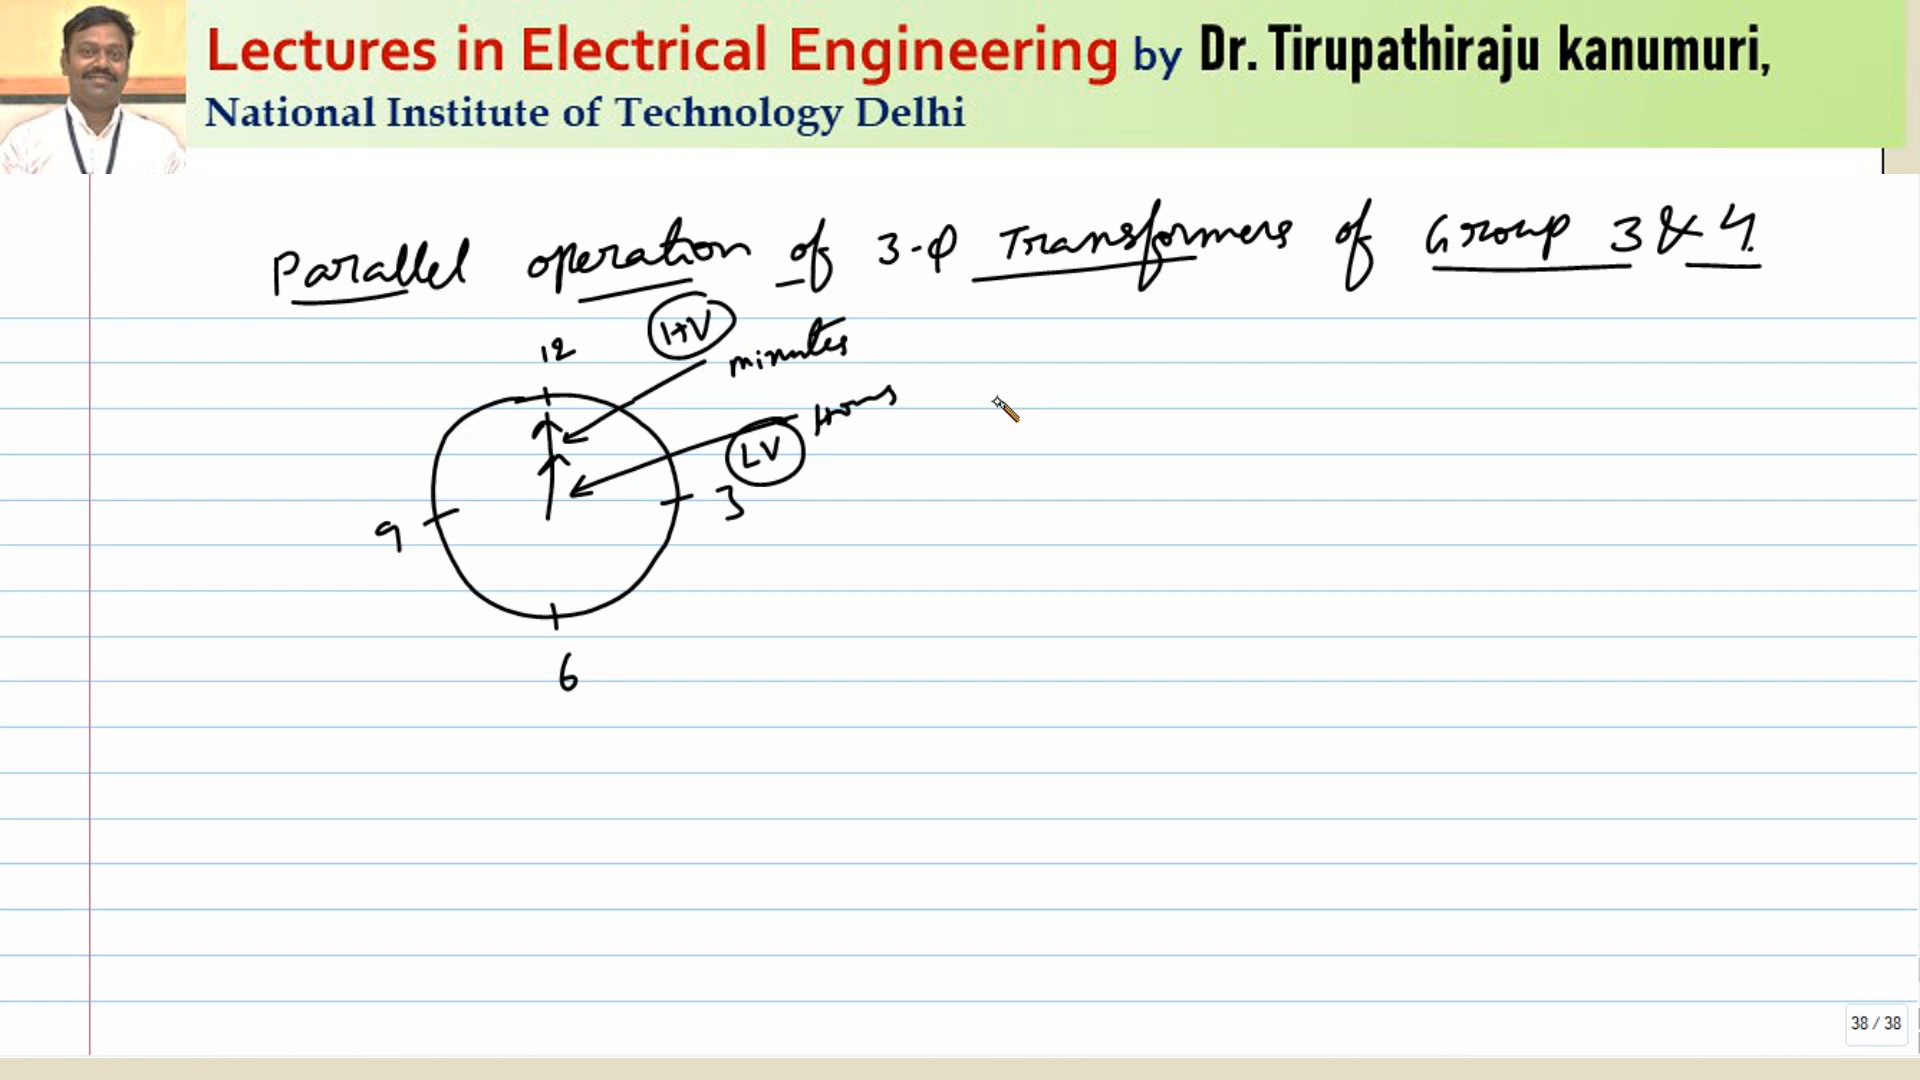 Lectures in Electrical Engineering by Dr. Tirupathiraju kanumuri,
National Institute of Technology Delhi
Parallel operation of 3-φ Transformers of Group 3 & 4.
HV
12
minutes
Hours
LV
3
9
6
38 / 38